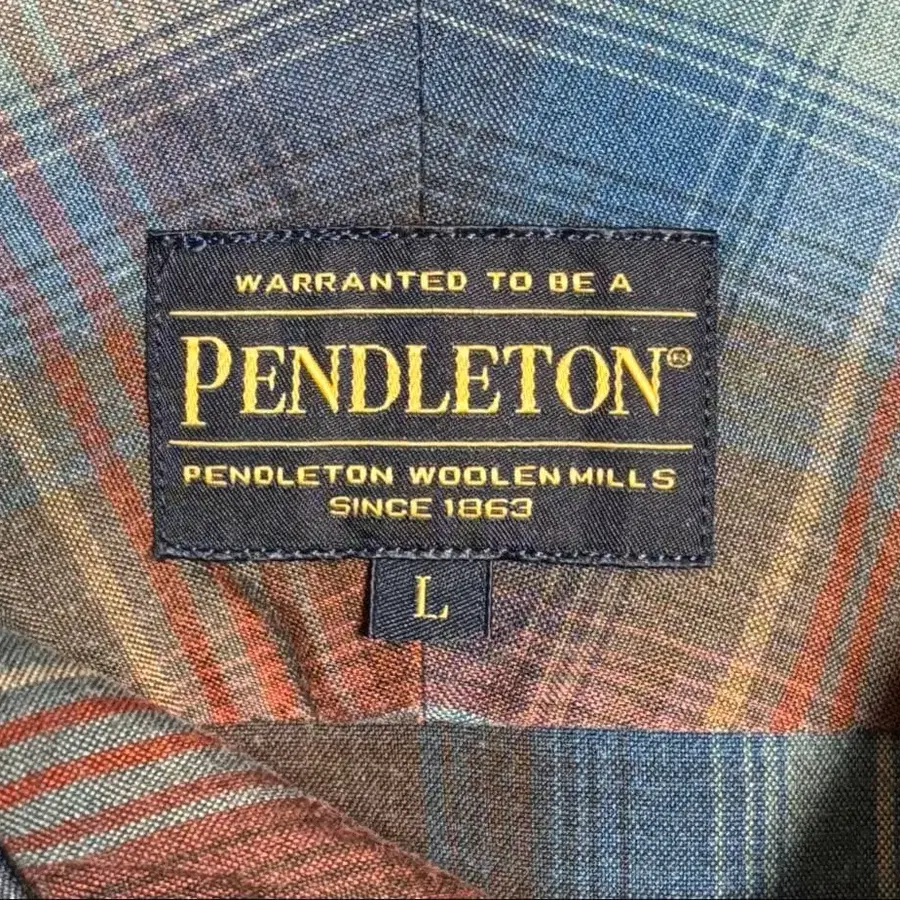 WARRANTED TO BE A
PENDLETON®
PENDLETON WOOLEN MILLS
SINCE 1863
L